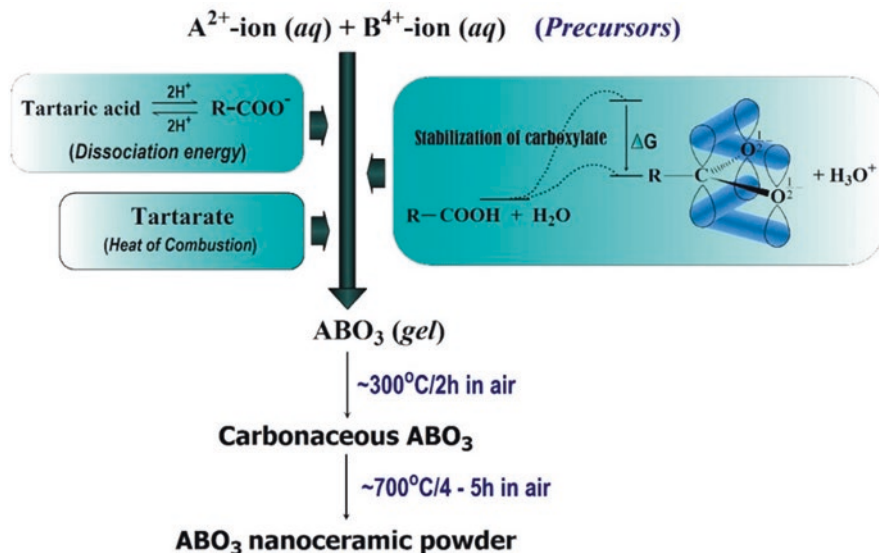 A²⁺-ion (aq) + B⁴⁺-ion (aq) (Precursors)
Tartaric acid 2H⁺ 2H⁺ R–COO⁻
(Dissociation energy)
Tartarate
(Heat of Combustion)
Stabilization of carboxylate
ΔG
R–COOH + H₂O
R–C O½⁻ O½⁻ + H₃O⁺
ABO₃ (gel)
~300°C/2h in air
Carbonaceous ABO₃
~700°C/4 - 5h in air
ABO₃ nanoceramic powder